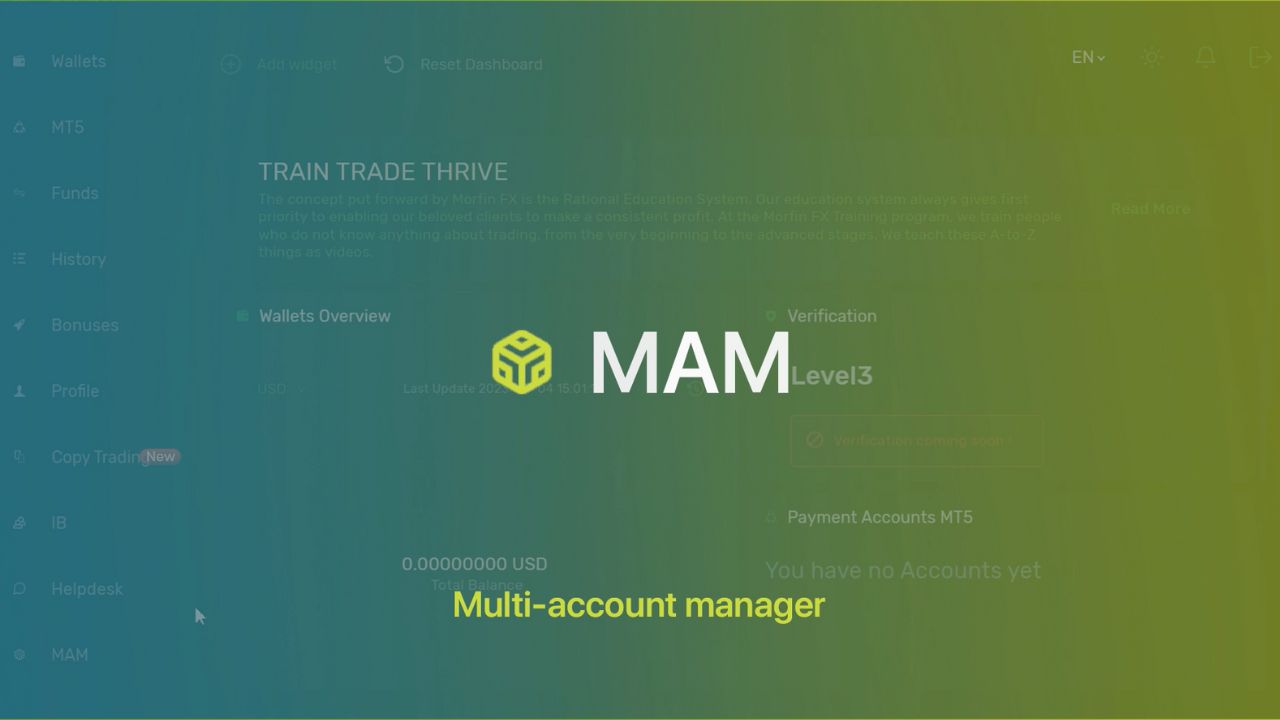 Wallets
Add widget
Reset Dashboard
EN
MT5
TRAIN TRADE THRIVE
Funds
The concept put forward by Morfin FX is the Rational Education System. Our education system always gives first
priority to enabling our beloved clients to make a consistent profit. At the Morfin FX Training program, we train people
who do not know anything about trading, from the very beginning to the advanced stages. We teach these A-to-Z
things as videos.
Read More
History
Wallets Overview
Verification
Bonuses
MAM
Level3
Profile
USD
Last Update
Verification coming soon !
Copy Trading
New
Payment Accounts MT5
IB
0.00000000 USD
You have no Accounts yet
Total Balance
Helpdesk
Multi-account manager
MAM